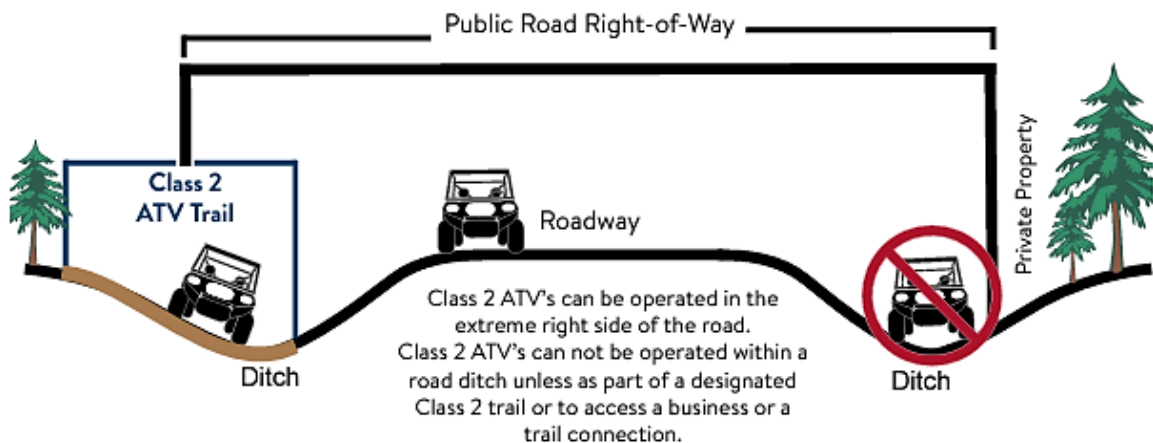 Public Road Right-of-Way
Class 2
ATV Trail
Roadway
Private Property
Class 2 ATV's can be operated in the
extreme right side of the road.
Class 2 ATV's can not be operated within a
road ditch unless as part of a designated
Class 2 trail or to access a business or a
trail connection.
Ditch
Ditch